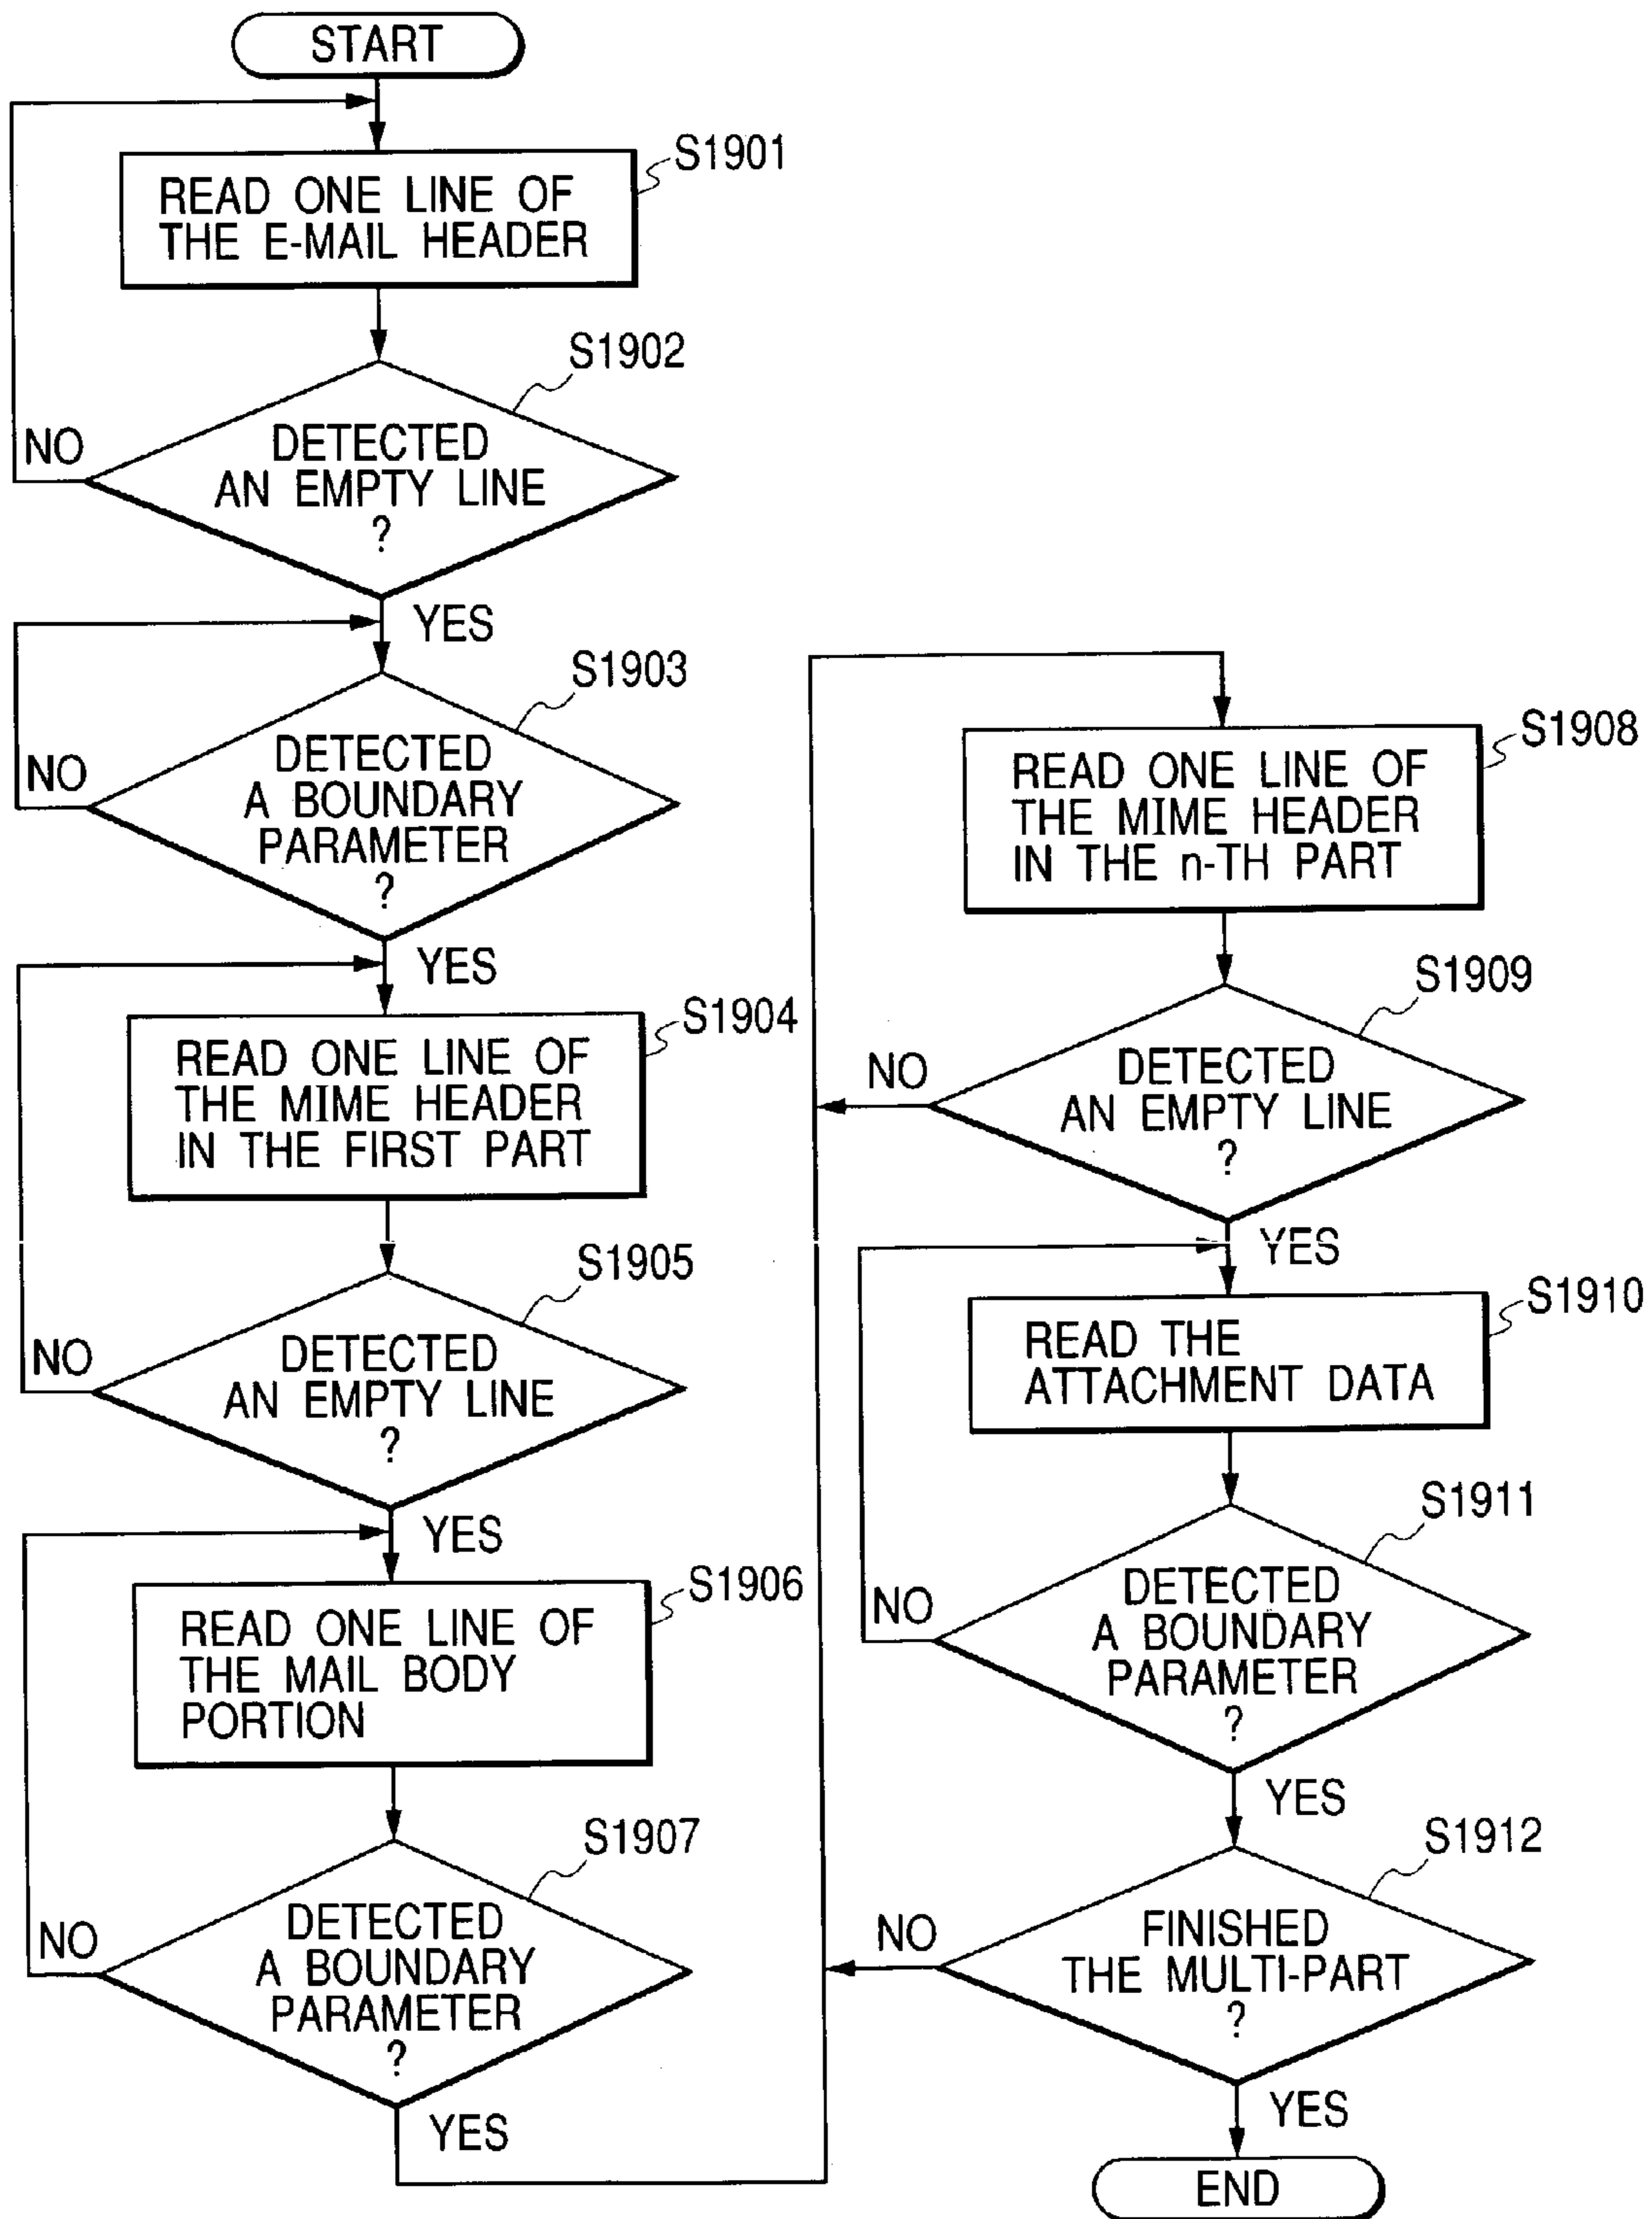 START
S1901
READ ONE LINE OF
THE E-MAIL HEADER
S1902
DETECTED
AN EMPTY LINE
?
NO
YES
S1903
DETECTED
A BOUNDARY
PARAMETER
?
NO
YES
S1904
READ ONE LINE OF
THE MIME HEADER
IN THE FIRST PART
S1905
DETECTED
AN EMPTY LINE
?
NO
YES
S1906
READ ONE LINE OF
THE MAIL BODY
PORTION
S1907
DETECTED
A BOUNDARY
PARAMETER
?
NO
YES
S1908
READ ONE LINE OF
THE MIME HEADER
IN THE n-TH PART
S1909
DETECTED
AN EMPTY LINE
?
NO
YES
S1910
READ THE
ATTACHMENT DATA
S1911
DETECTED
A BOUNDARY
PARAMETER
?
NO
YES
S1912
FINISHED
THE MULTI-PART
?
NO
YES
END